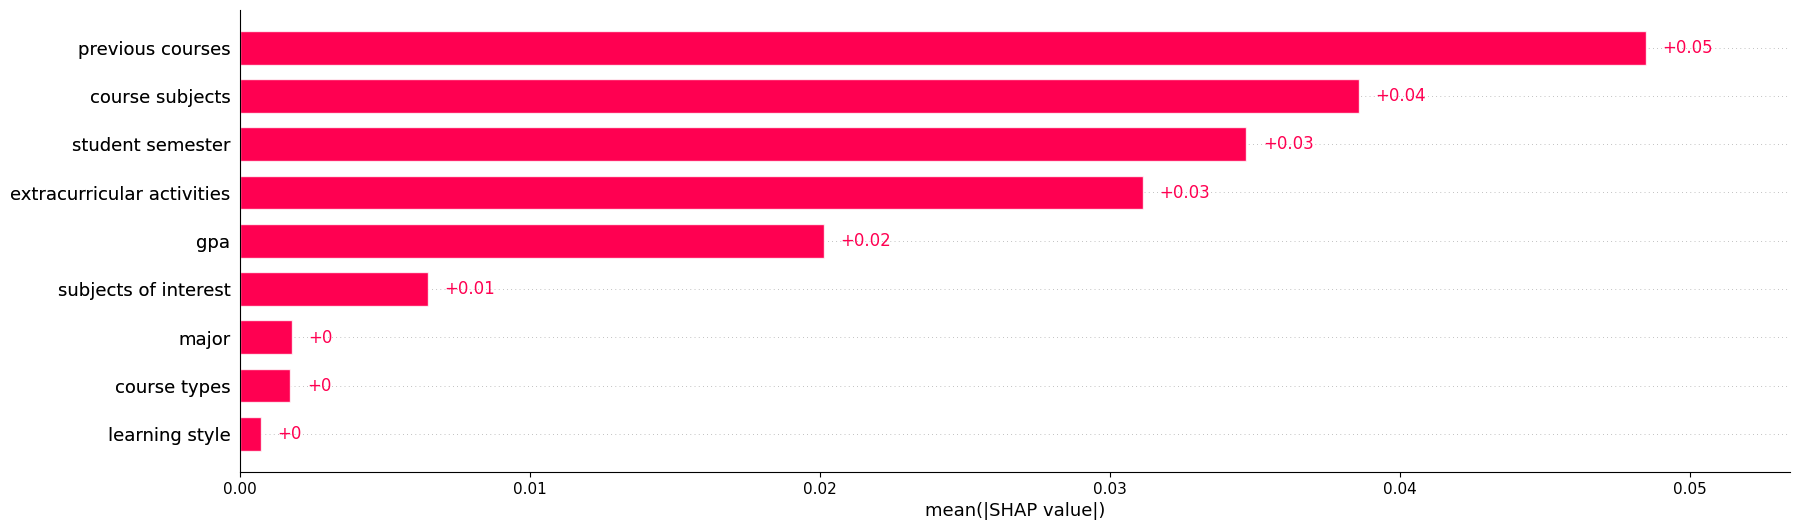 previous courses +0.05
course subjects +0.04
student semester +0.03
extracurricular activities +0.03
gpa +0.02
subjects of interest +0.01
major +0
course types +0
learning style +0
0.00 0.01 0.02 0.03 0.04 0.05
mean(|SHAP value|)